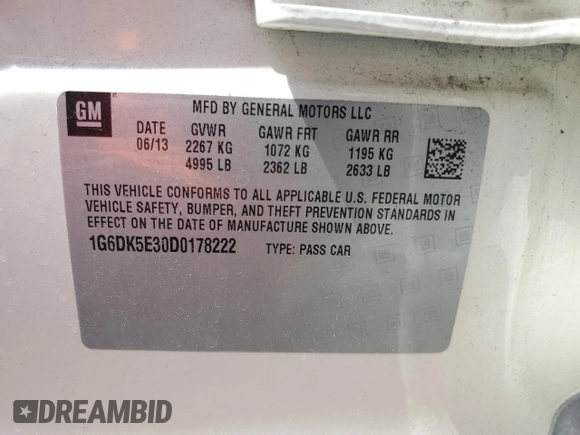 GM
MFD BY GENERAL MOTORS LLC
DATE GVWR GAWR FRT GAWR RR
06/13 2267 KG 1072 KG 1195 KG
4995 LB 2362 LB 2633 LB
THIS VEHICLE CONFORMS TO ALL APPLICABLE U.S. FEDERAL MOTOR
VEHICLE SAFETY, BUMPER, AND THEFT PREVENTION STANDARDS IN
EFFECT ON THE DATE OF MANUFACTURE SHOWN ABOVE.
1G6DK5E30D0178222 TYPE: PASS CAR
DREAMBID